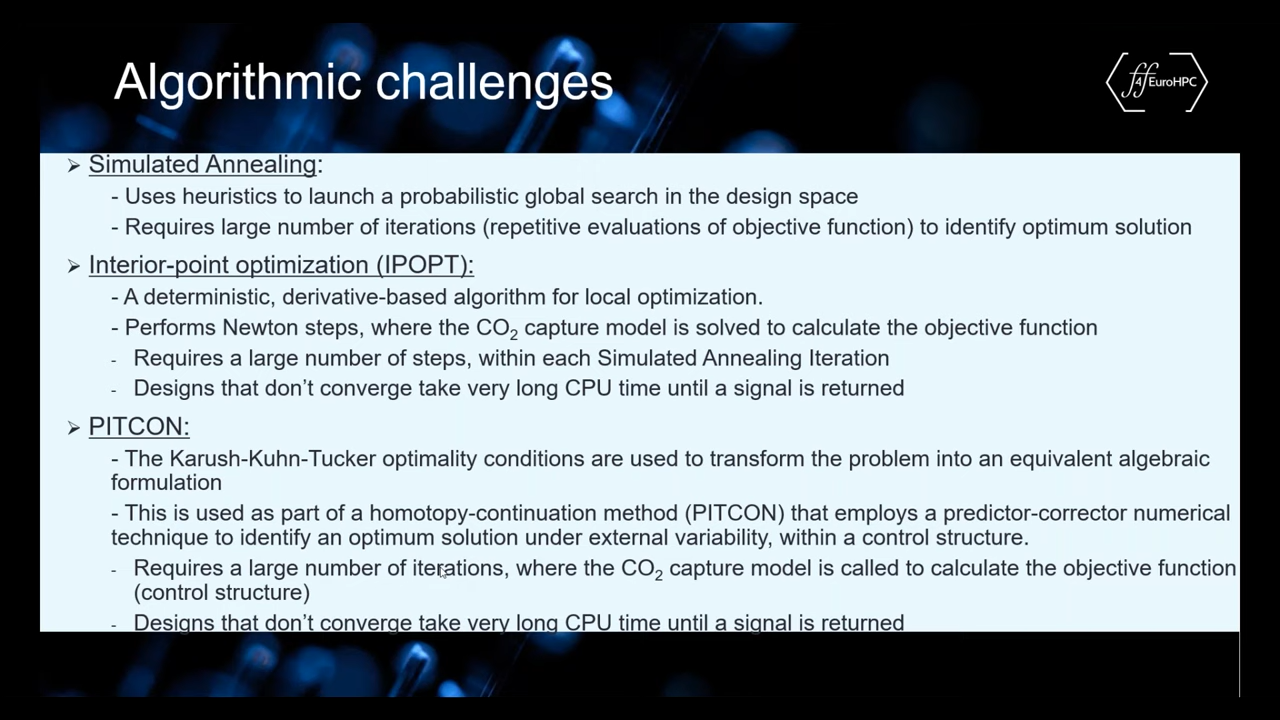 Algorithmic challenges
ff4EuroHPC
➢ Simulated Annealing:
- Uses heuristics to launch a probabilistic global search in the design space
- Requires large number of iterations (repetitive evaluations of objective function) to identify optimum solution
➢ Interior-point optimization (IPOPT):
- A deterministic, derivative-based algorithm for local optimization.
- Performs Newton steps, where the CO₂ capture model is solved to calculate the objective function
- Requires a large number of steps, within each Simulated Annealing Iteration
- Designs that don’t converge take very long CPU time until a signal is returned
➢ PITCON:
- The Karush-Kuhn-Tucker optimality conditions are used to transform the problem into an equivalent algebraic
formulation
- This is used as part of a homotopy-continuation method (PITCON) that employs a predictor-corrector numerical
technique to identify an optimum solution under external variability, within a control structure.
- Requires a large number of iterations, where the CO₂ capture model is called to calculate the objective function
(control structure)
- Designs that don’t converge take very long CPU time until a signal is returned